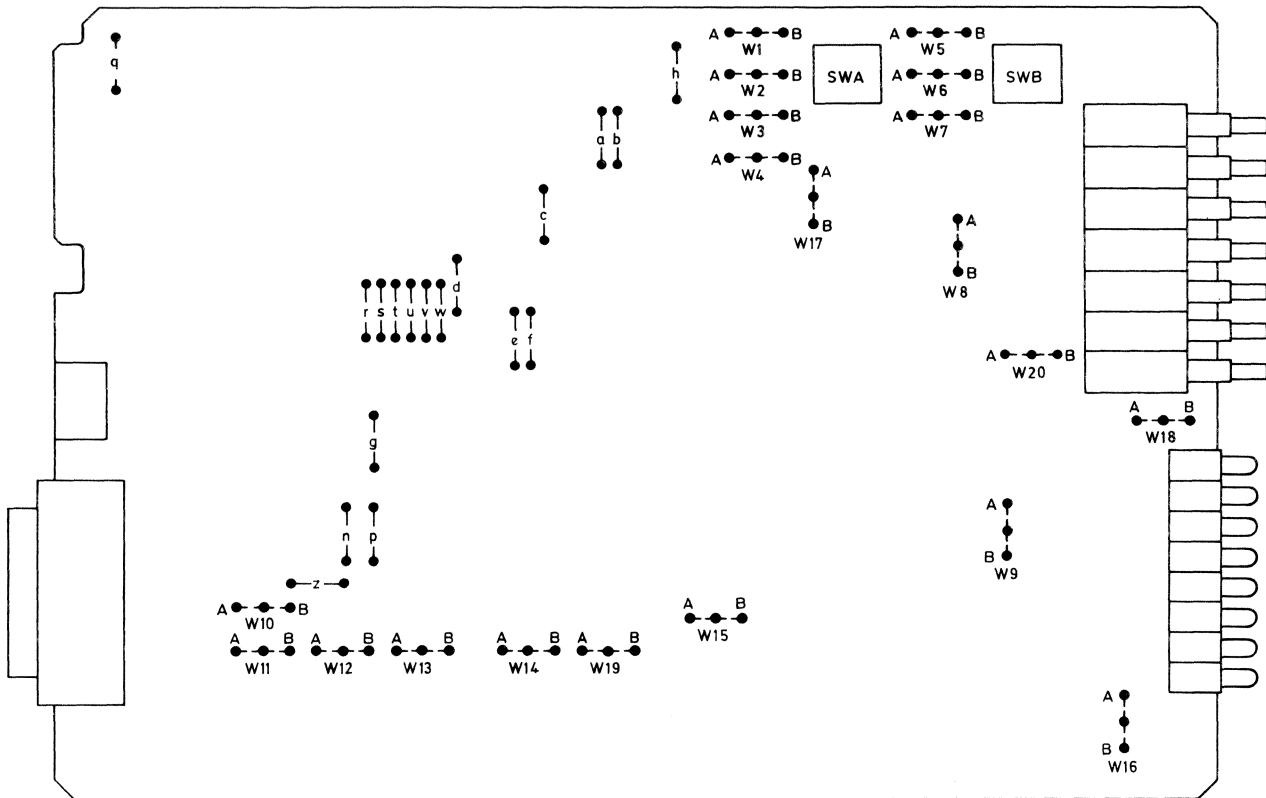 q
h
A W1 B
A W2 B
A W3 B
A W4 B
SWA
A W5 B
A W6 B
A W7 B
SWB
a b
c
A
B
W17
A
B
W8
d
r s t u v w
e f
A B
W20
A B
W18
g
n p
z
A
B
W9
A B
W10
A B
W11
A B
W12
A B
W13
A B
W14
A B
W19
A B
W15
A
B
W16